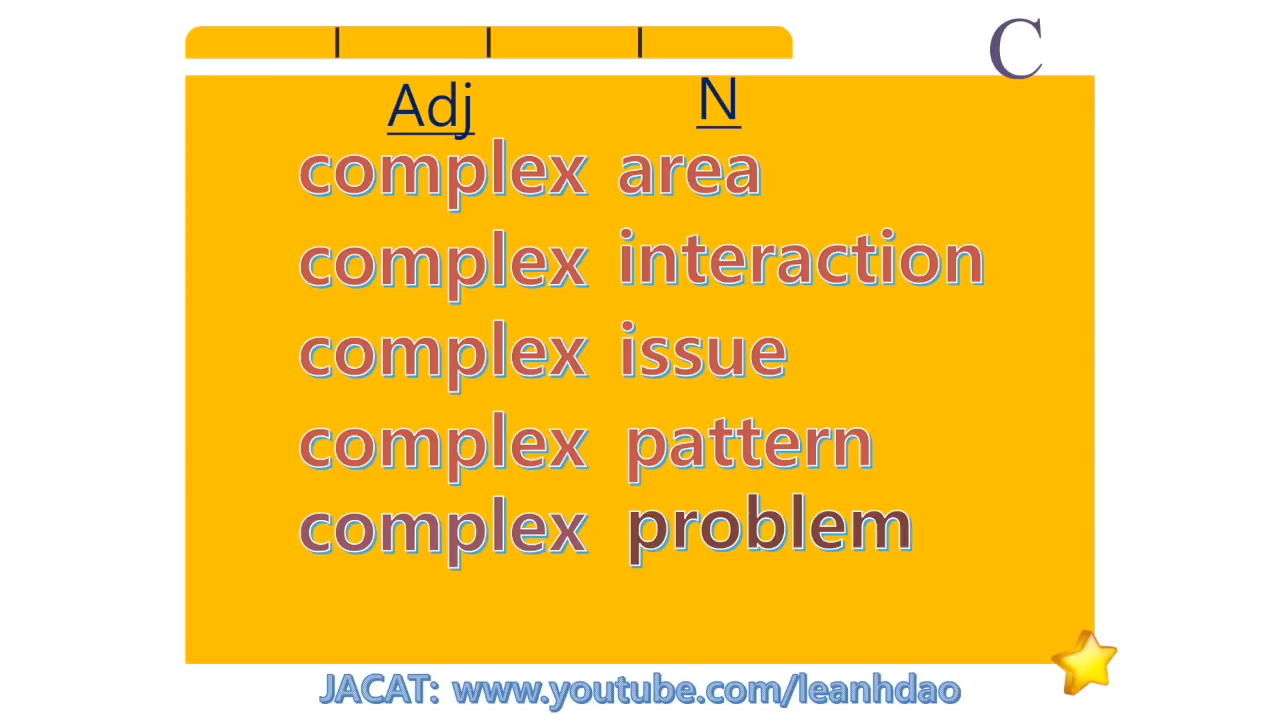 C
Adj N
complex area
complex interaction
complex issue
complex pattern
complex problem
JACAT: www.youtube.com/leanhdao